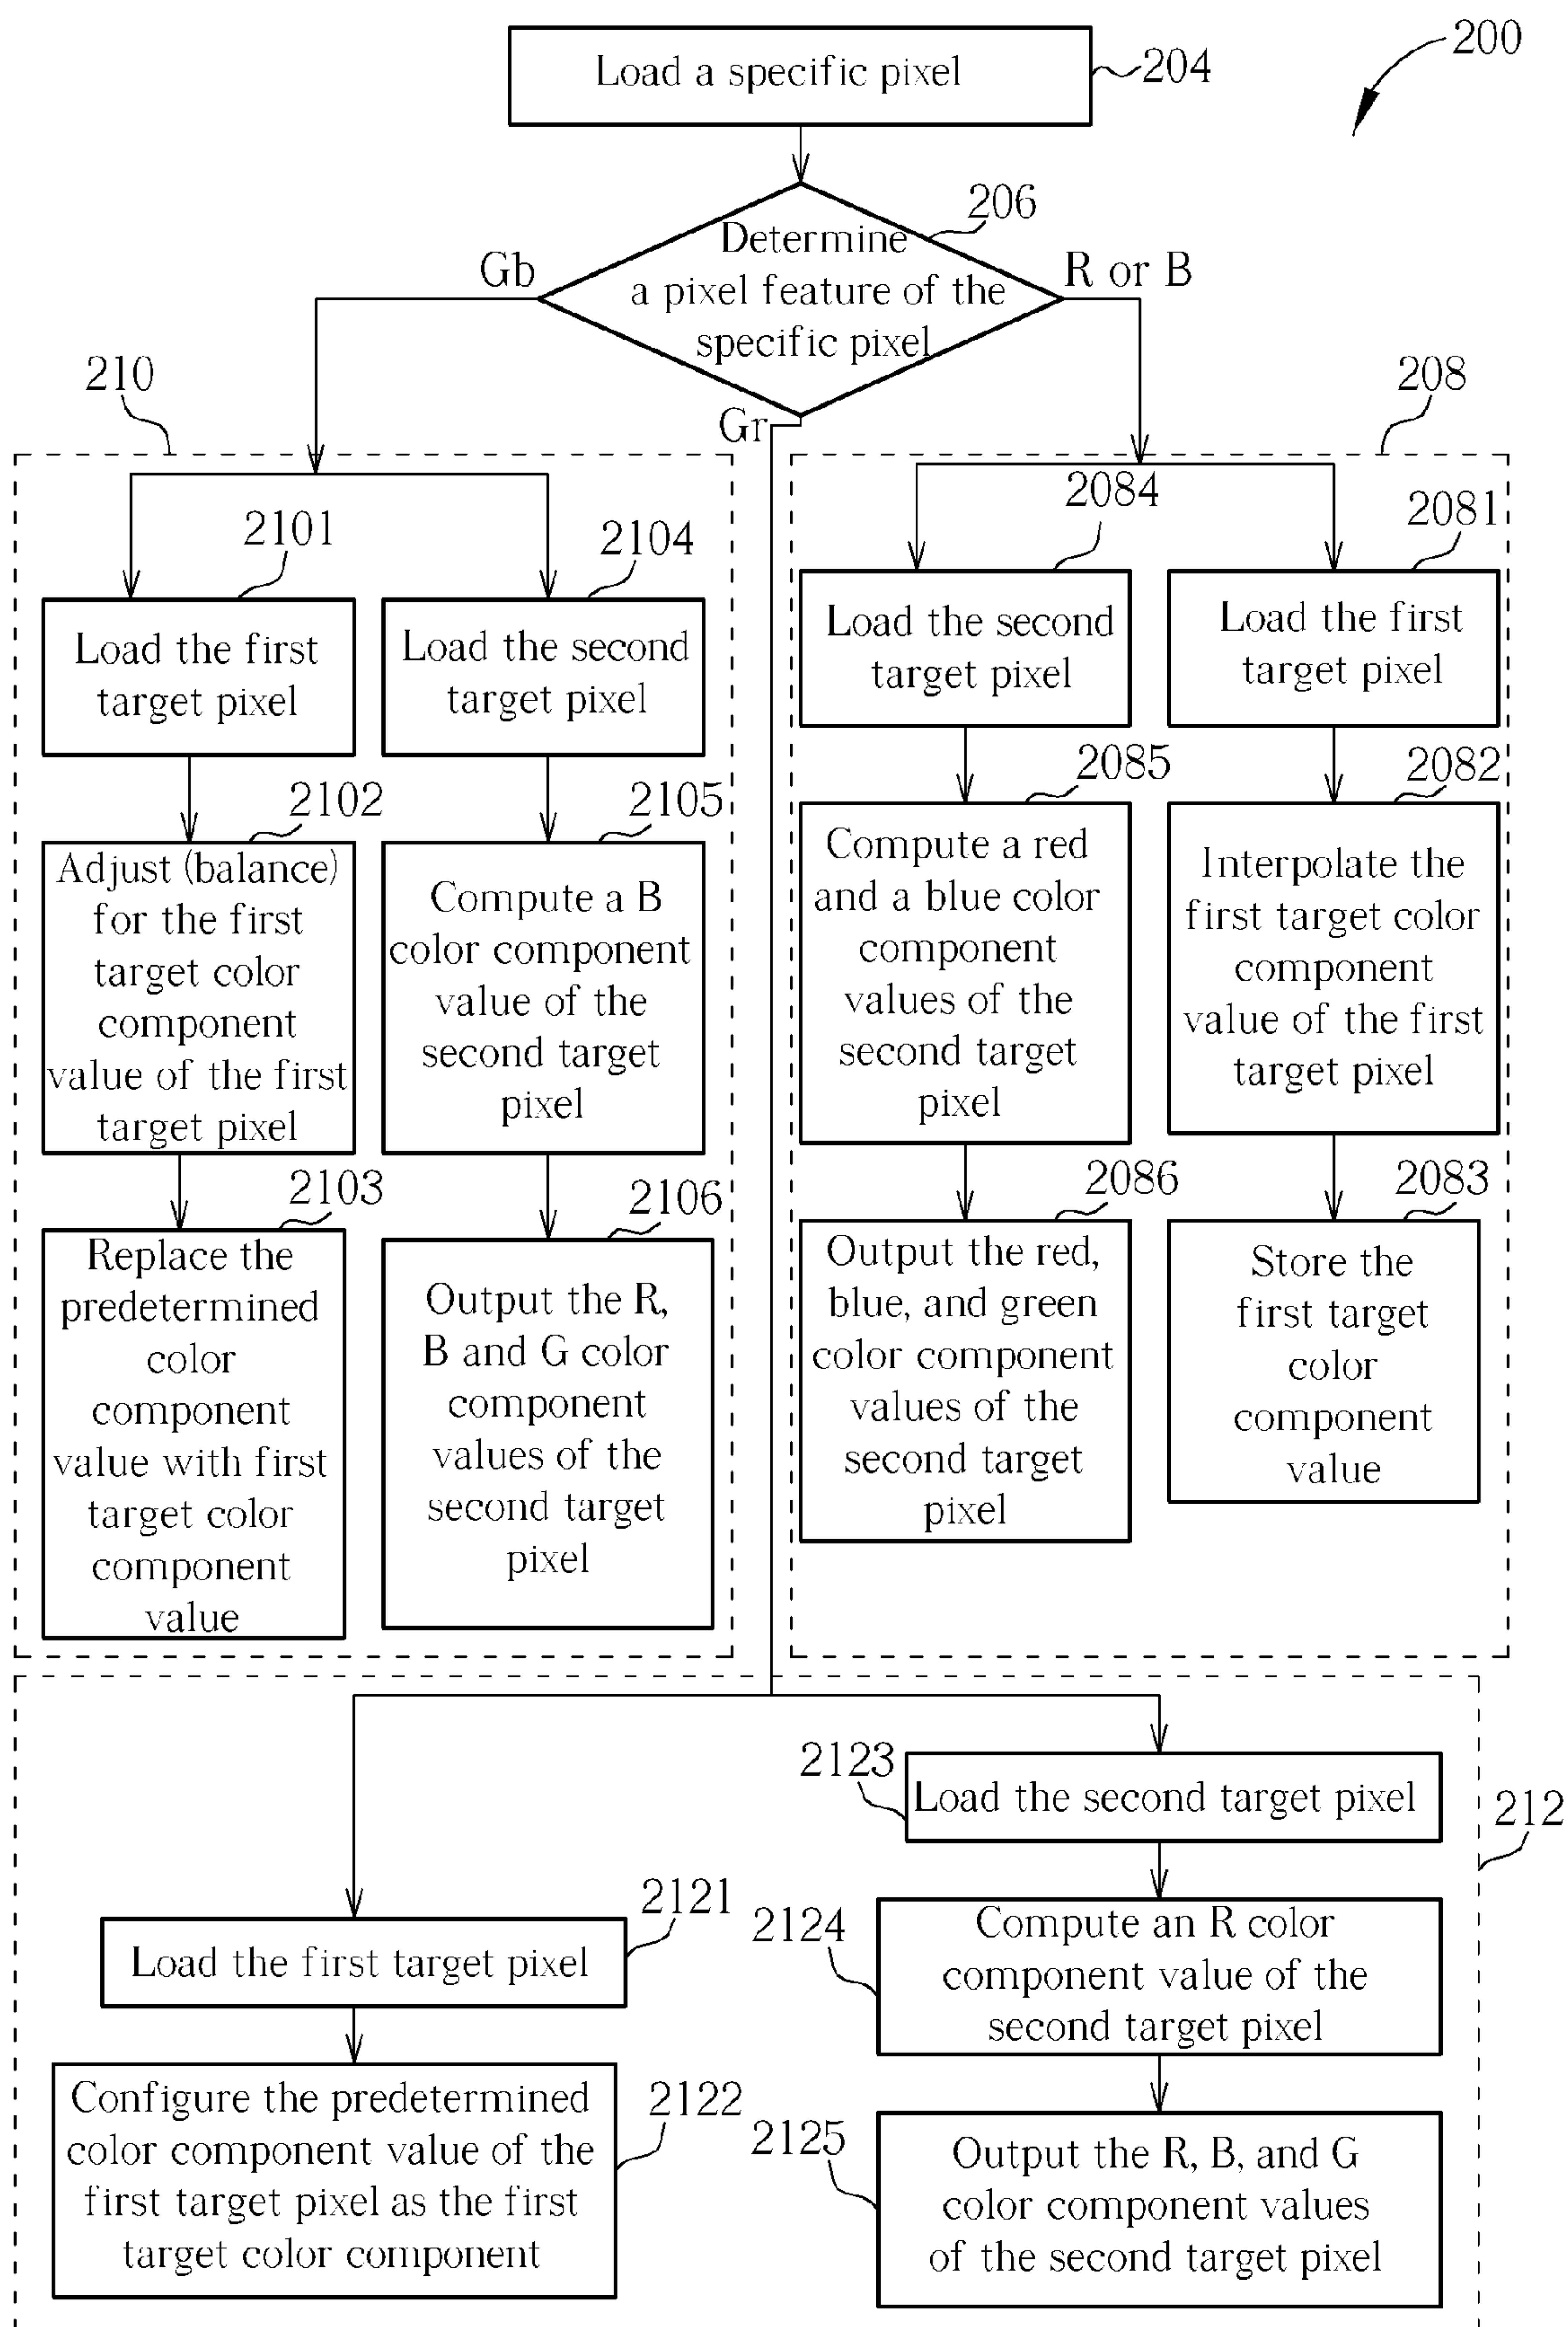 200
Load a specific pixel
204
206
Determine
a pixel feature of the
specific pixel
Gb
R or B
Gr
210
208
2101
Load the first
target pixel
2104
Load the second
target pixel
2084
Load the second
target pixel
2081
Load the first
target pixel
2102
Adjust (balance)
for the first
target color
component
value of the first
target pixel
2105
Compute a B
color component
value of the
second target
pixel
2085
Compute a red
and a blue color
component
values of the
second target
pixel
2082
Interpolate the
first target color
component
value of the first
target pixel
2103
Replace the
predetermined
color
component
value with first
target color
component
value
2106
Output the R,
B and G color
component
values of the
second target
pixel
2086
Output the red,
blue, and green
color component
values of the
second target
pixel
2083
Store the
first target
color
component
value
212
2121
Load the first target pixel
2122
Configure the predetermined
color component value of the
first target pixel as the first
target color component
2123
Load the second target pixel
2124
Compute an R color
component value of the
second target pixel
2125
Output the R, B, and G
color component values
of the second target pixel